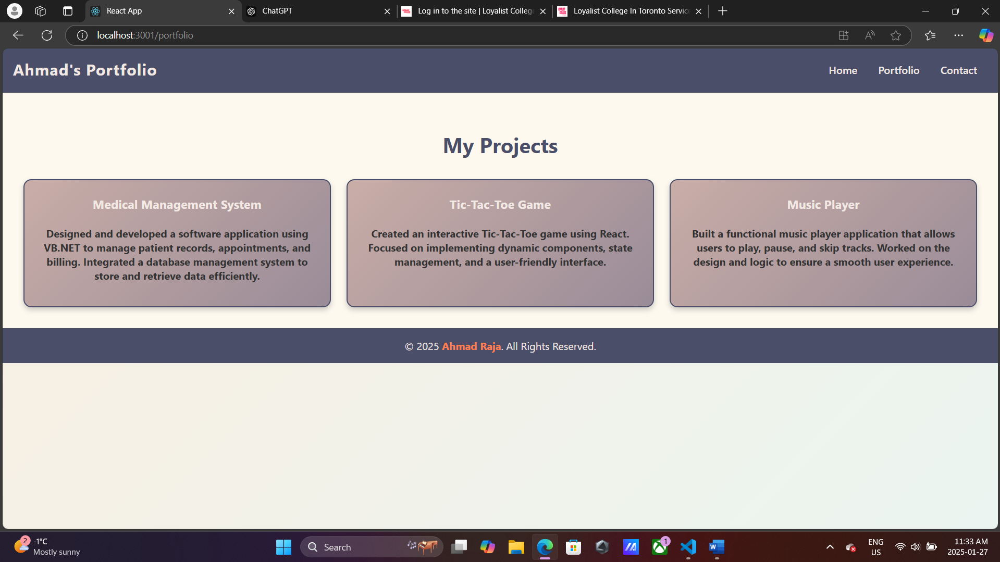 React App
ChatGPT
Log in to the site | Loyalist College
Loyalist College In Toronto Service
localhost:3001/portfolio
Ahmad's Portfolio
Home
Portfolio
Contact
My Projects
Medical Management System
Designed and developed a software application using
VB.NET to manage patient records, appointments, and
billing. Integrated a database management system to
store and retrieve data efficiently.
Tic-Tac-Toe Game
Created an interactive Tic-Tac-Toe game using React.
Focused on implementing dynamic components, state
management, and a user-friendly interface.
Music Player
Built a functional music player application that allows
users to play, pause, and skip tracks. Worked on the
design and logic to ensure a smooth user experience.
© 2025 Ahmad Raja. All Rights Reserved.
2
-1°C
Mostly sunny
Search
1
ENG
US
11:33 AM
2025-01-27